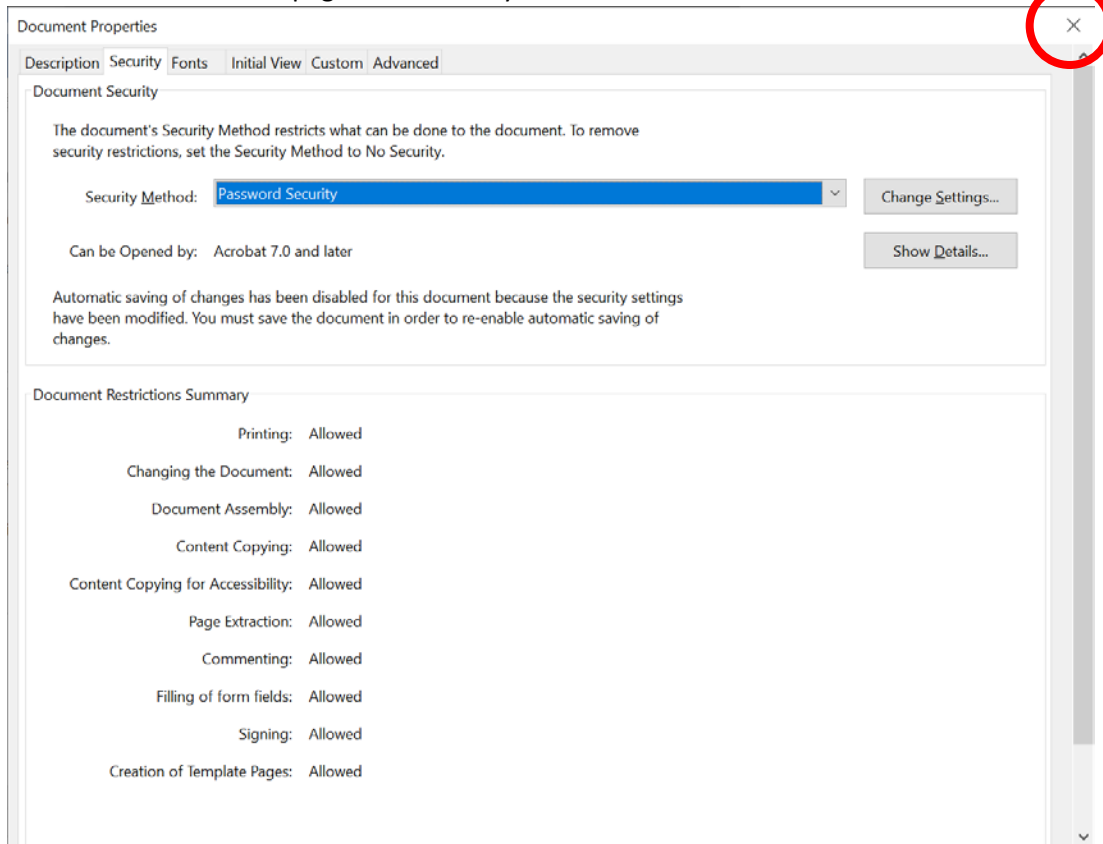 Document Properties
Description Security Fonts Initial View Custom Advanced
Document Security
The document's Security Method restricts what can be done to the document. To remove
security restrictions, set the Security Method to No Security.
Security Method: Password Security Change Settings...
Can be Opened by: Acrobat 7.0 and later Show Details...
Automatic saving of changes has been disabled for this document because the security settings
have been modified. You must save the document in order to re-enable automatic saving of
changes.
Document Restrictions Summary
Printing: Allowed
Changing the Document: Allowed
Document Assembly: Allowed
Content Copying: Allowed
Content Copying for Accessibility: Allowed
Page Extraction: Allowed
Commenting: Allowed
Filling of form fields: Allowed
Signing: Allowed
Creation of Template Pages: Allowed